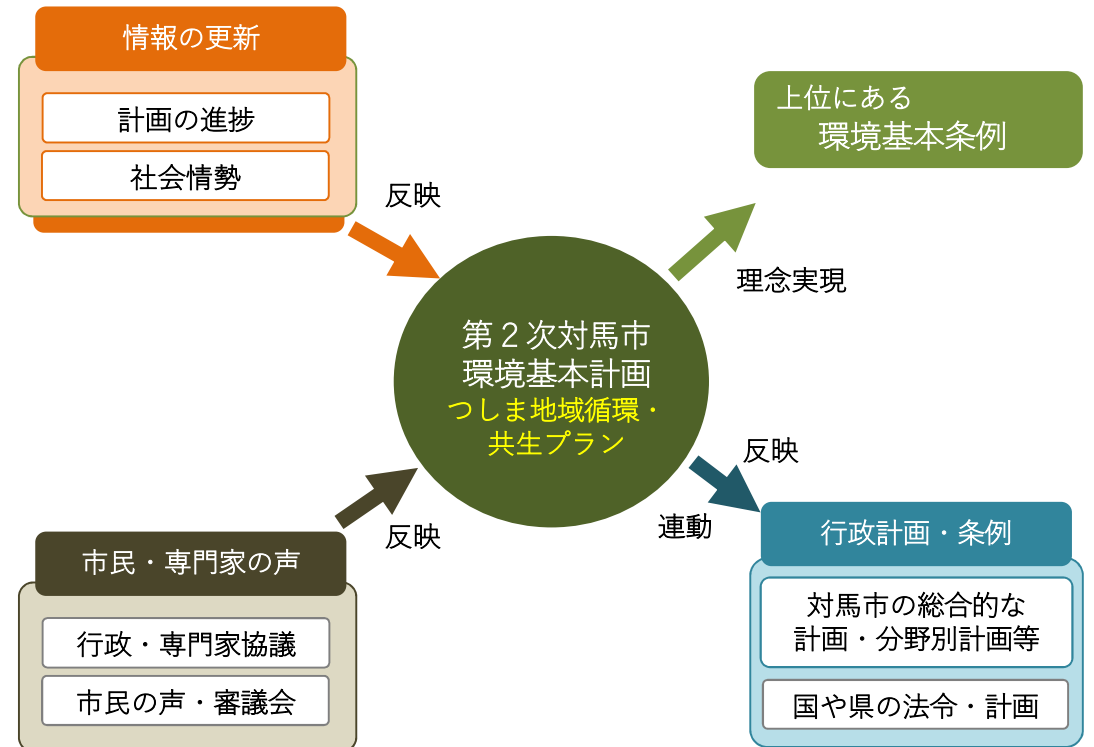 情報の更新
計画の進捗
社会情勢
反映
上位にある
環境基本条例
理念実現
第２次対馬市
環境基本計画
つしま地域循環・
共生プラン
市民・専門家の声
行政・専門家協議
市民の声・審議会
反映
反映
連動
行政計画・条例
対馬市の総合的な
計画・分野別計画等
国や県の法令・計画